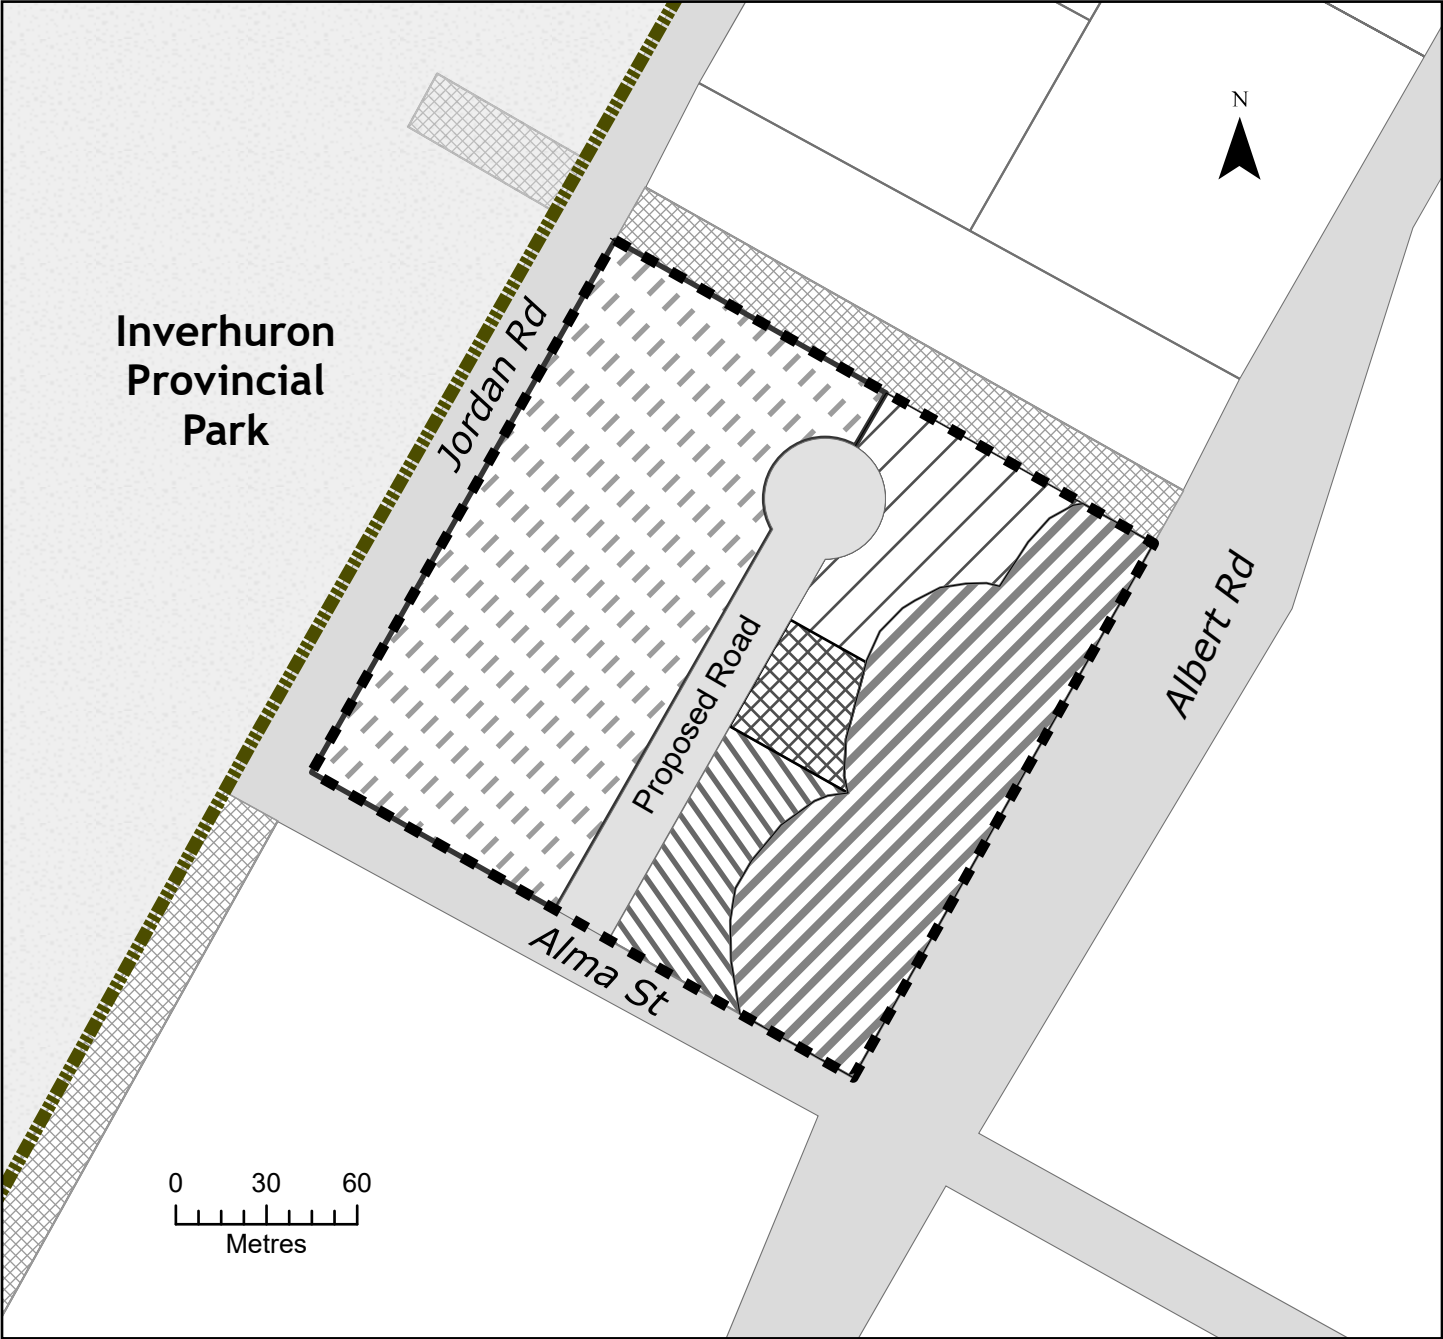 N
Inverhuron
Provincial
Park
Jordan Rd
Albert Rd
Proposed Road
Alma St
0 30 60
Metres